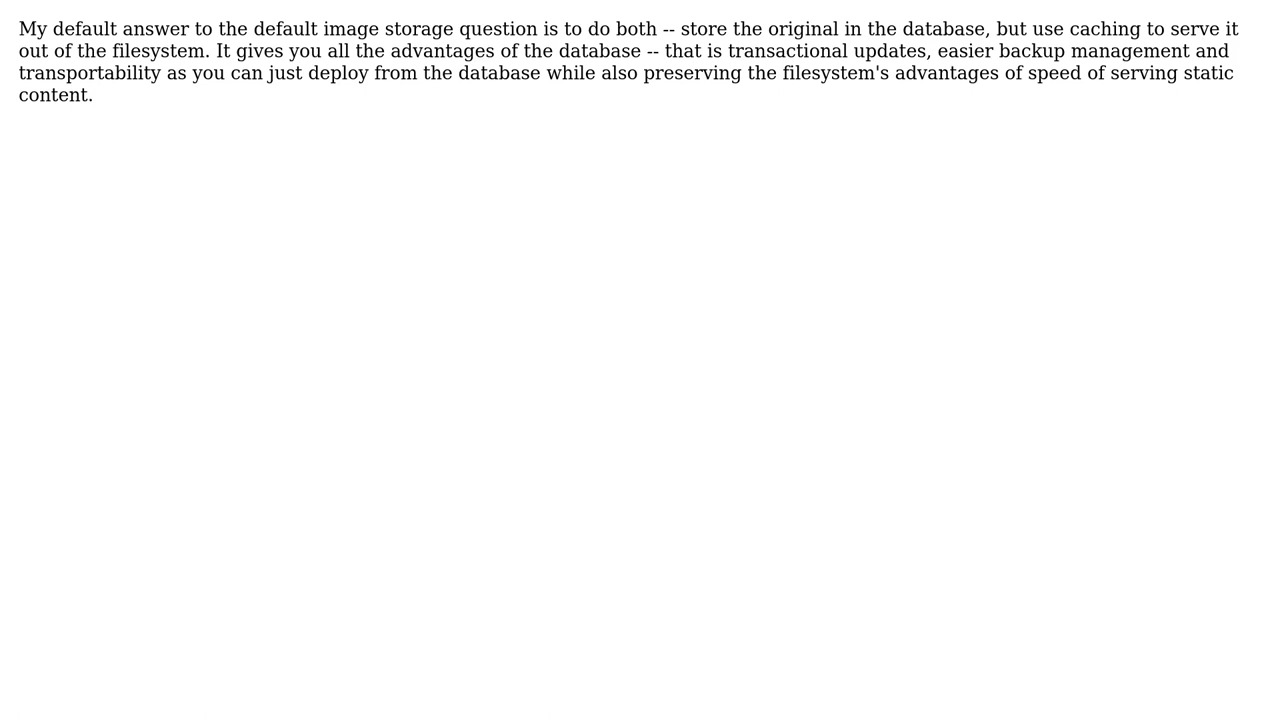 My default answer to the default image storage question is to do both -- store the original in the database, but use caching to serve it
out of the filesystem. It gives you all the advantages of the database -- that is transactional updates, easier backup management and
transportability as you can just deploy from the database while also preserving the filesystem's advantages of speed of serving static
content.